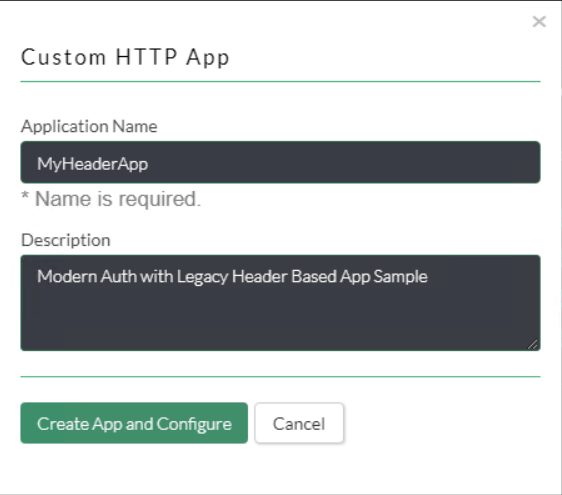 ×
Custom HTTP App
Application Name
MyHeaderApp
* Name is required.
Description
Modern Auth with Legacy Header Based App Sample
Create App and Configure Cancel